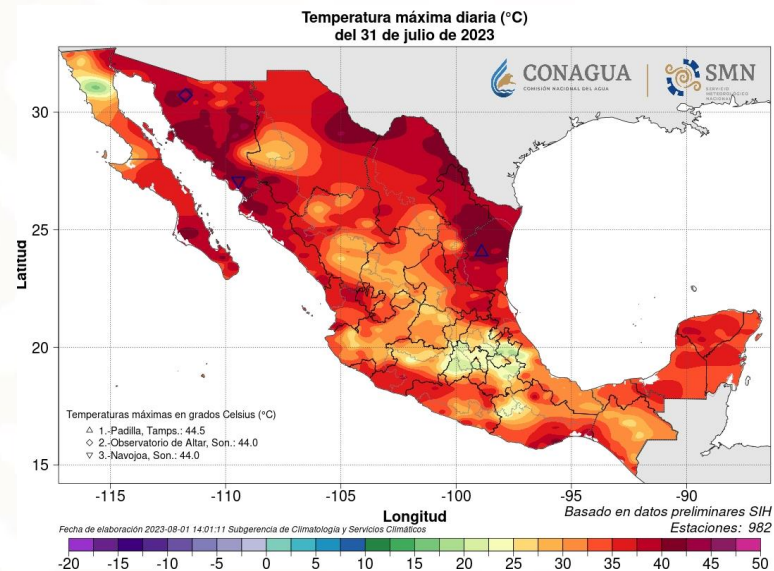 Temperatura máxima diaria (°C)
del 31 de julio de 2023
CONAGUA
COMISIÓN NACIONAL DEL AGUA
SMN
SERVICIO
METEOROLÓGICO
NACIONAL
30
25
20
15
Latitud
Temperaturas máximas en grados Celsius (°C)
1.-Padilla, Tamps.: 44.5
2.-Observatorio de Altar, Son.: 44.0
3.-Navojoa, Son.: 44.0
-115 -110 -105 -100 -95 -90
Longitud
Basado en datos preliminares SIH
Fecha de elaboración 2023-08-01 14:01:11 Subgerencia de Climatología y Servicios Climáticos
Estaciones: 982
-20 -15 -10 -5 0 5 10 15 20 25 30 35 40 45 50